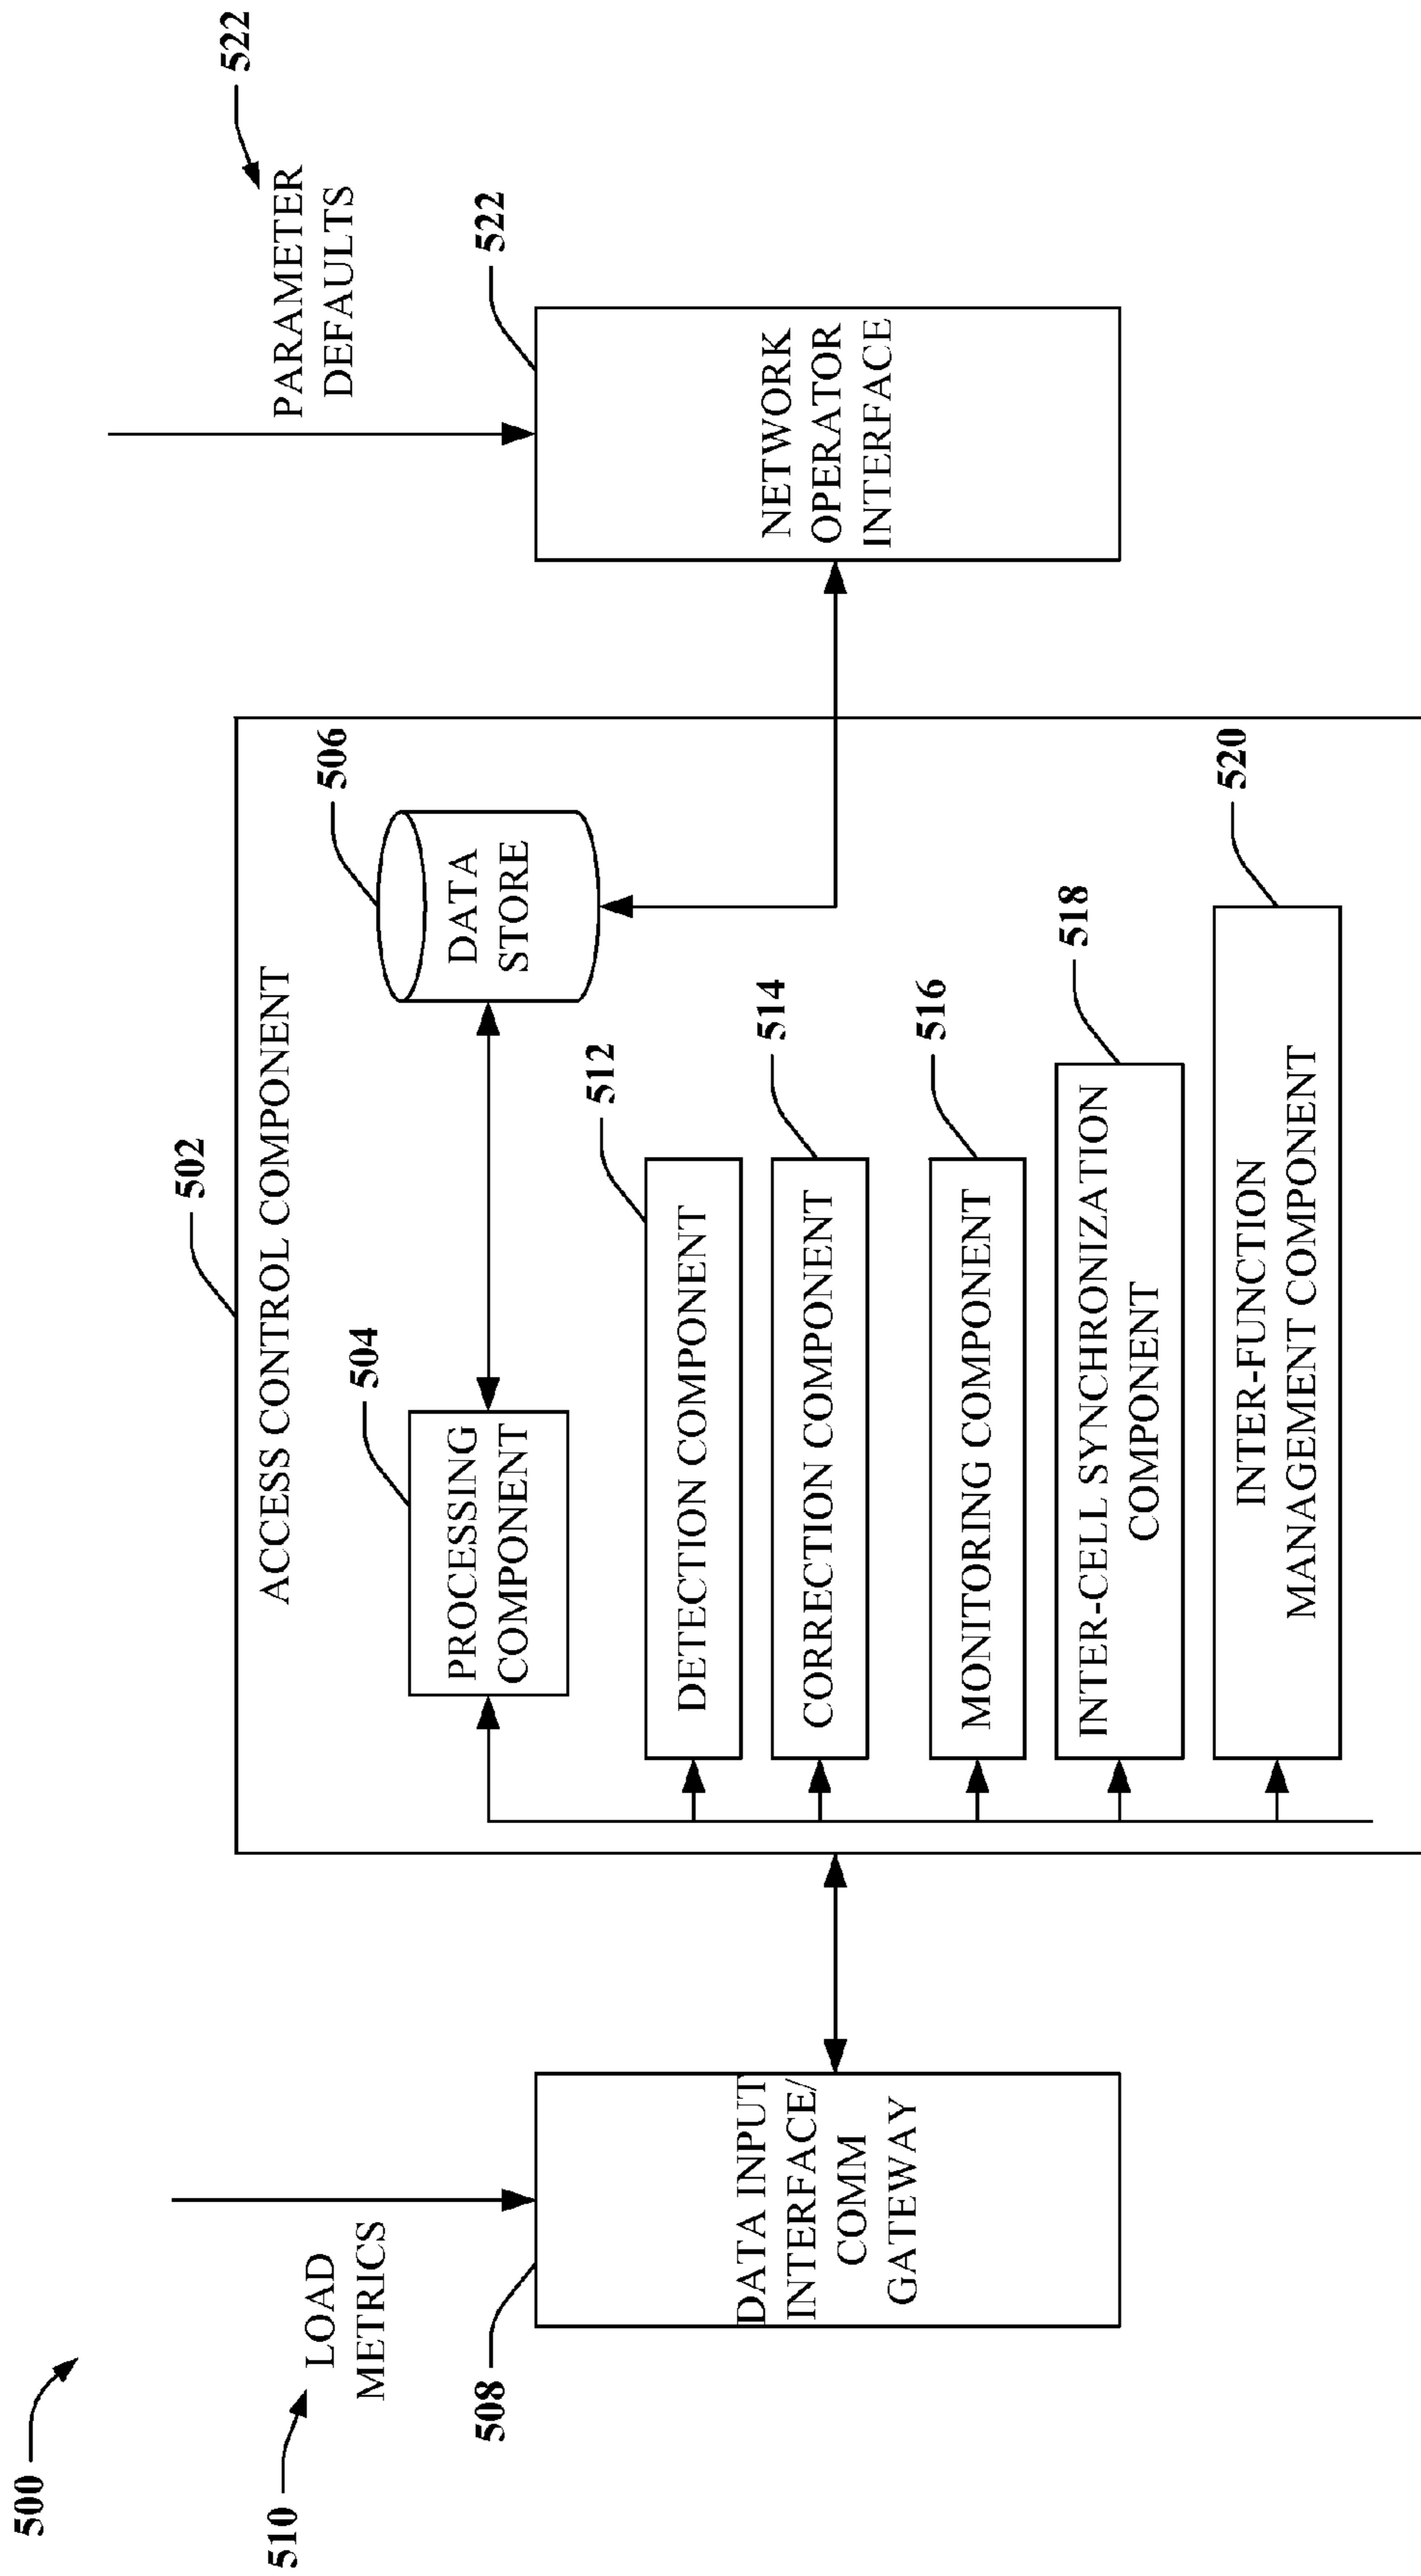 500
510
LOAD
METRICS
508
DATA INPUT
INTERFACE/
COMM
GATEWAY
502
ACCESS CONTROL COMPONENT
504
PROCESSING
COMPONENT
506
DATA
STORE
512
DETECTION COMPONENT
514
CORRECTION COMPONENT
516
MONITORING COMPONENT
518
INTER-CELL SYNCHRONIZATION
COMPONENT
520
INTER-FUNCTION
MANAGEMENT COMPONENT
522
PARAMETER
DEFAULTS
522
NETWORK
OPERATOR
INTERFACE